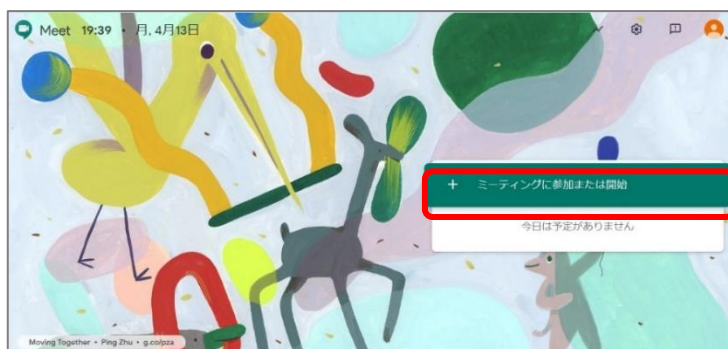 Meet 19:39 • 月, 4月13日
+ ミーティングに参加または開始
今日は予定がありません
Moving Together • Ping Zhu • g.co/pza